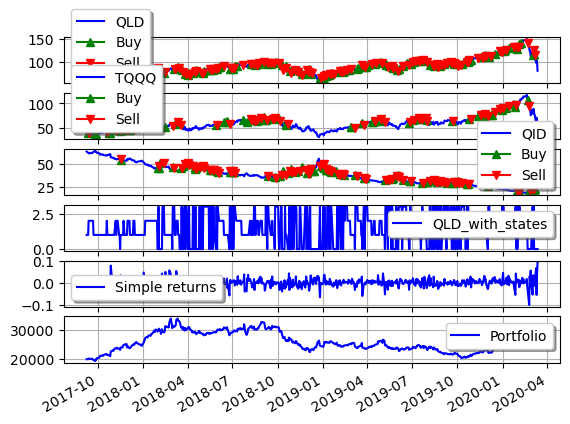 QLD
Buy
Sell
150
100
TQQQ
Buy
Sell
100
50
QID
Buy
Sell
50
25
QLD_with_states
2.5
0.0
Simple returns
0.1
0.0
−0.1
Portfolio
30000
20000
2017-10
2018-01
2018-04
2018-07
2018-10
2019-01
2019-04
2019-07
2019-10
2020-01
2020-04